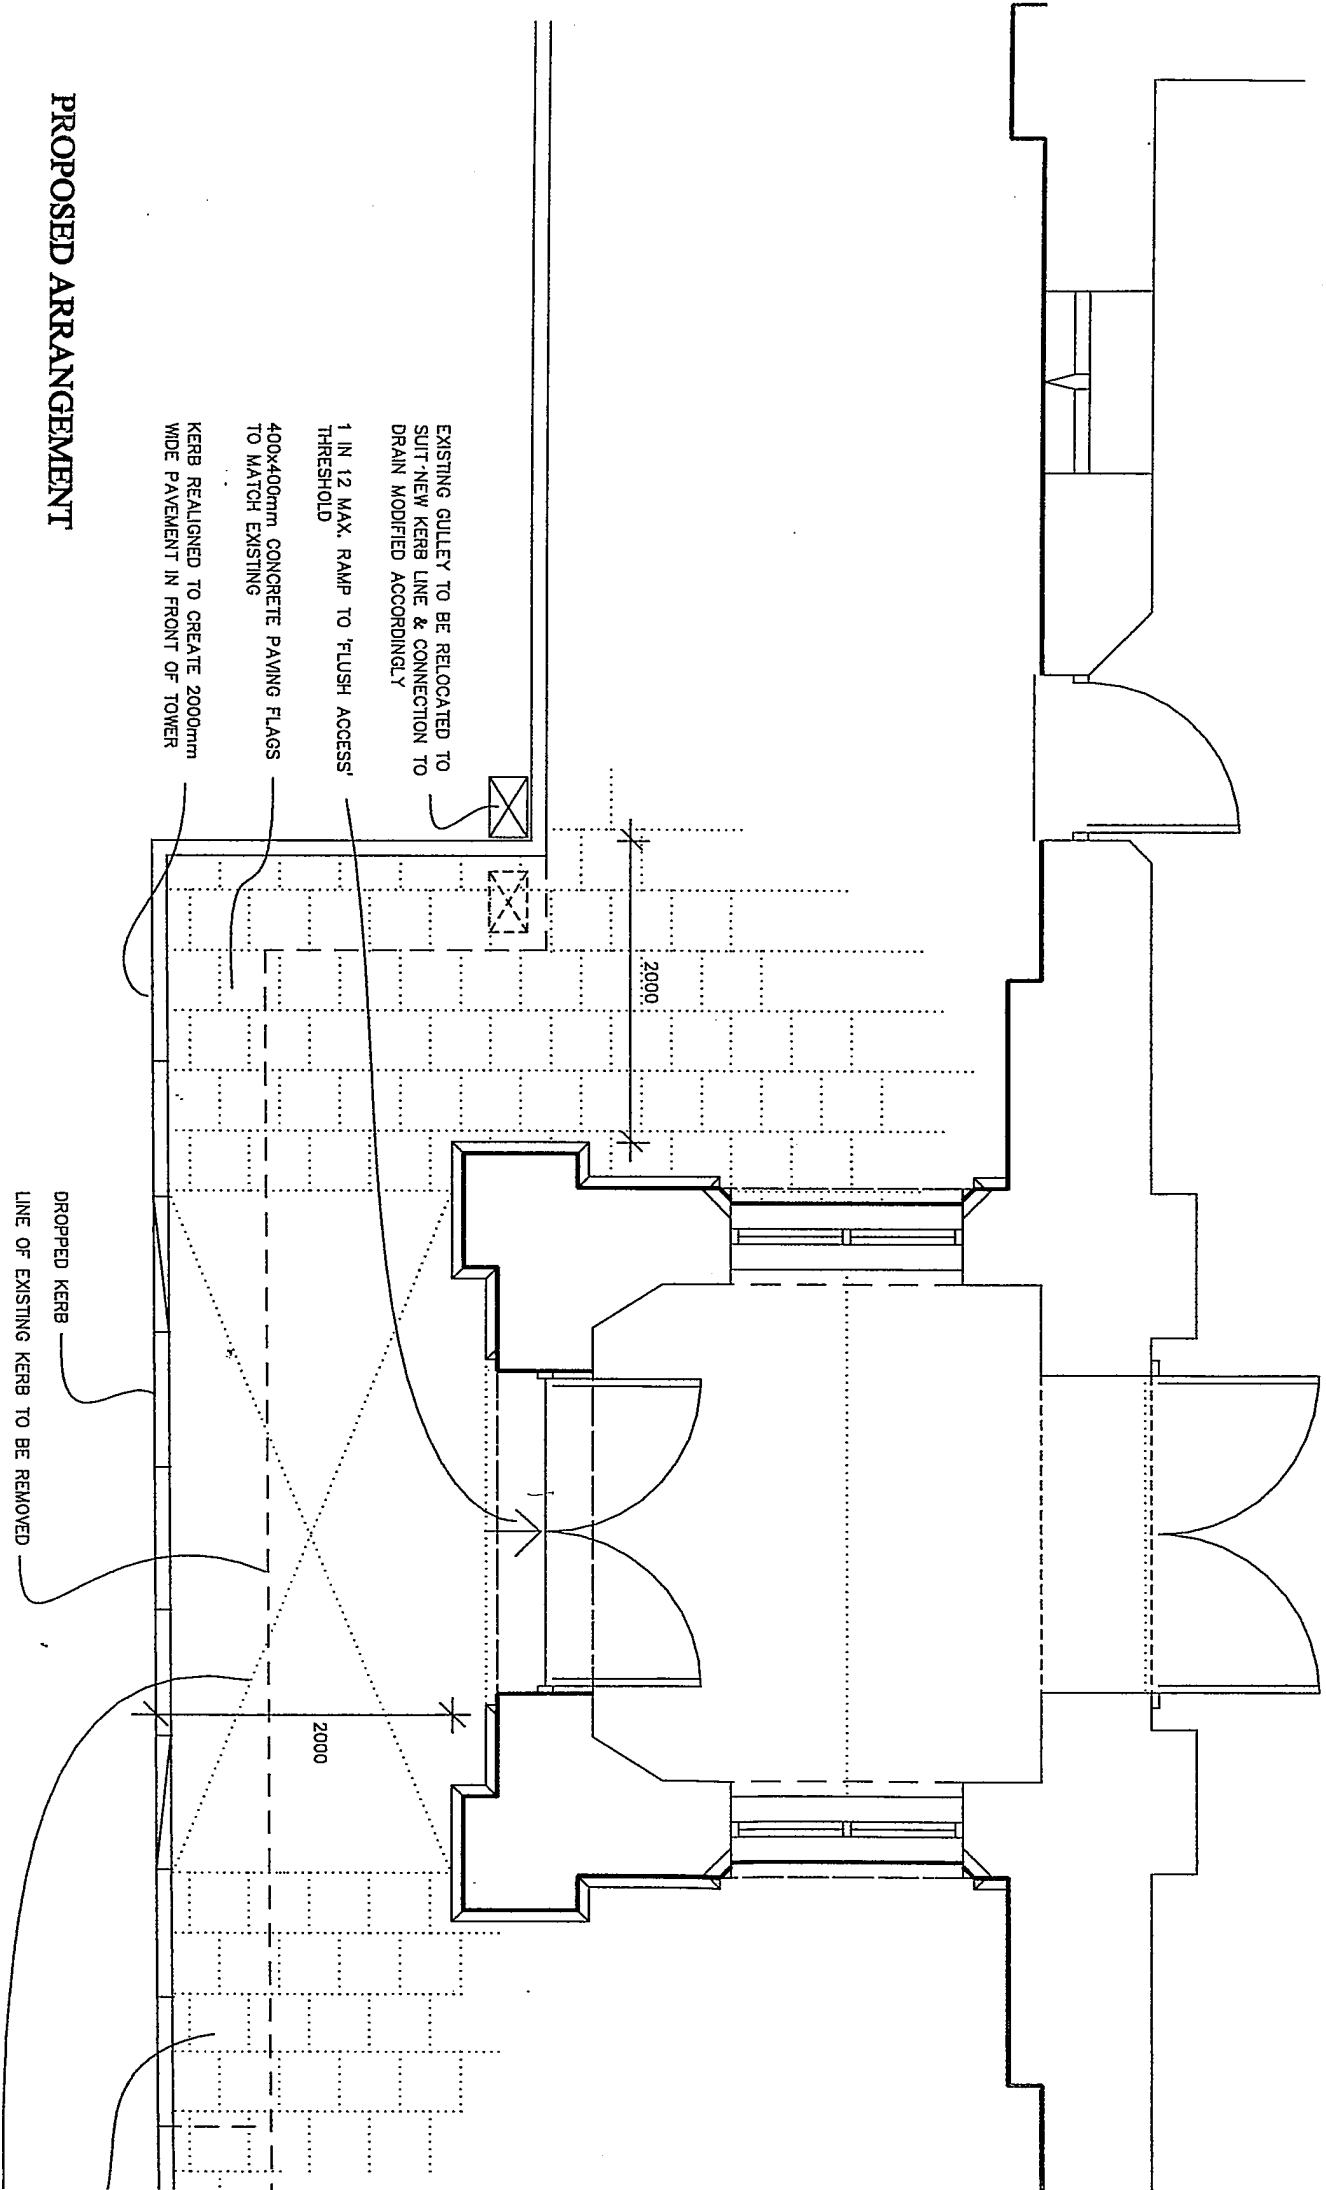 EXISTING GULLEY TO BE RELOCATED TO
SUIT NEW KERB LINE & CONNECTION TO
DRAIN MODIFIED ACCORDINGLY
1 IN 12 MAX. RAMP TO 'FLUSH ACCESS'
THRESHOLD
400x400mm CONCRETE PAVING FLAGS
TO MATCH EXISTING
KERB REALIGNED TO CREATE 2000mm
WIDE PAVEMENT IN FRONT OF TOWER
2000
2000
DROPPED KERB
LINE OF EXISTING KERB TO BE REMOVED
PROPOSED ARRANGEMENT